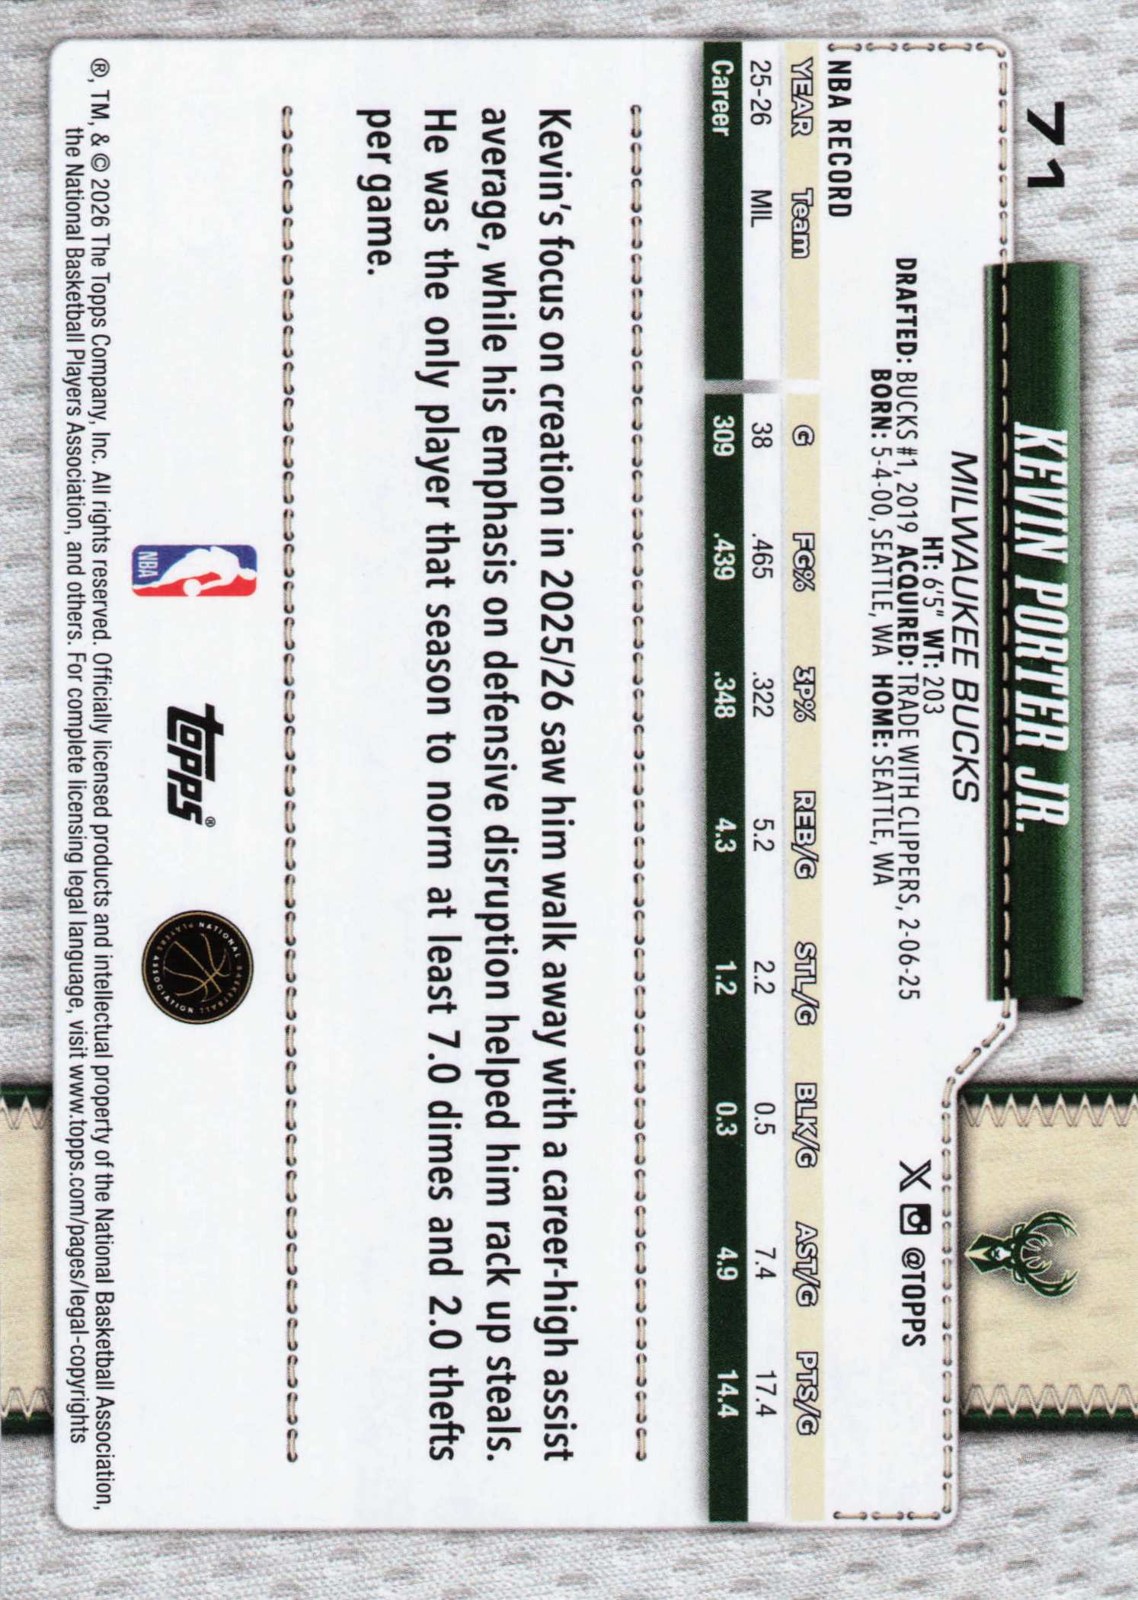 71
KEVIN PORTER JR.
MILWAUKEE BUCKS
HT: 6'5" WT: 203
DRAFTED: BUCKS #1, 2019 ACQUIRED: TRADE WITH CLIPPERS, 2-06-25
BORN: 5-4-00, SEATTLE, WA HOME: SEATTLE, WA
@TOPPS
NBA RECORD
YEAR Team G FG% 3P% REB/G STL/G BLK/G AST/G PTS/G
25-26 MIL 38 .465 .322 5.2 2.2 0.5 7.4 17.4
Career 309 .439 .348 4.3 1.2 0.3 4.9 14.4
Kevin's focus on creation in 2025/26 saw him walk away with a career-high assist
average, while his emphasis on defensive disruption helped him rack up steals.
He was the only player that season to norm at least 7.0 dimes and 2.0 thefts
per game.
NBA
topps®
NATIONAL BASKETBALL PLAYERS ASSOCIATION
®, TM, & © 2026 The Topps Company, Inc. All rights reserved. Officially licensed products and intellectual property of the National Basketball Association,
the National Basketball Players Association, and others. For complete licensing legal language, visit www.topps.com/pages/legal-copyrights